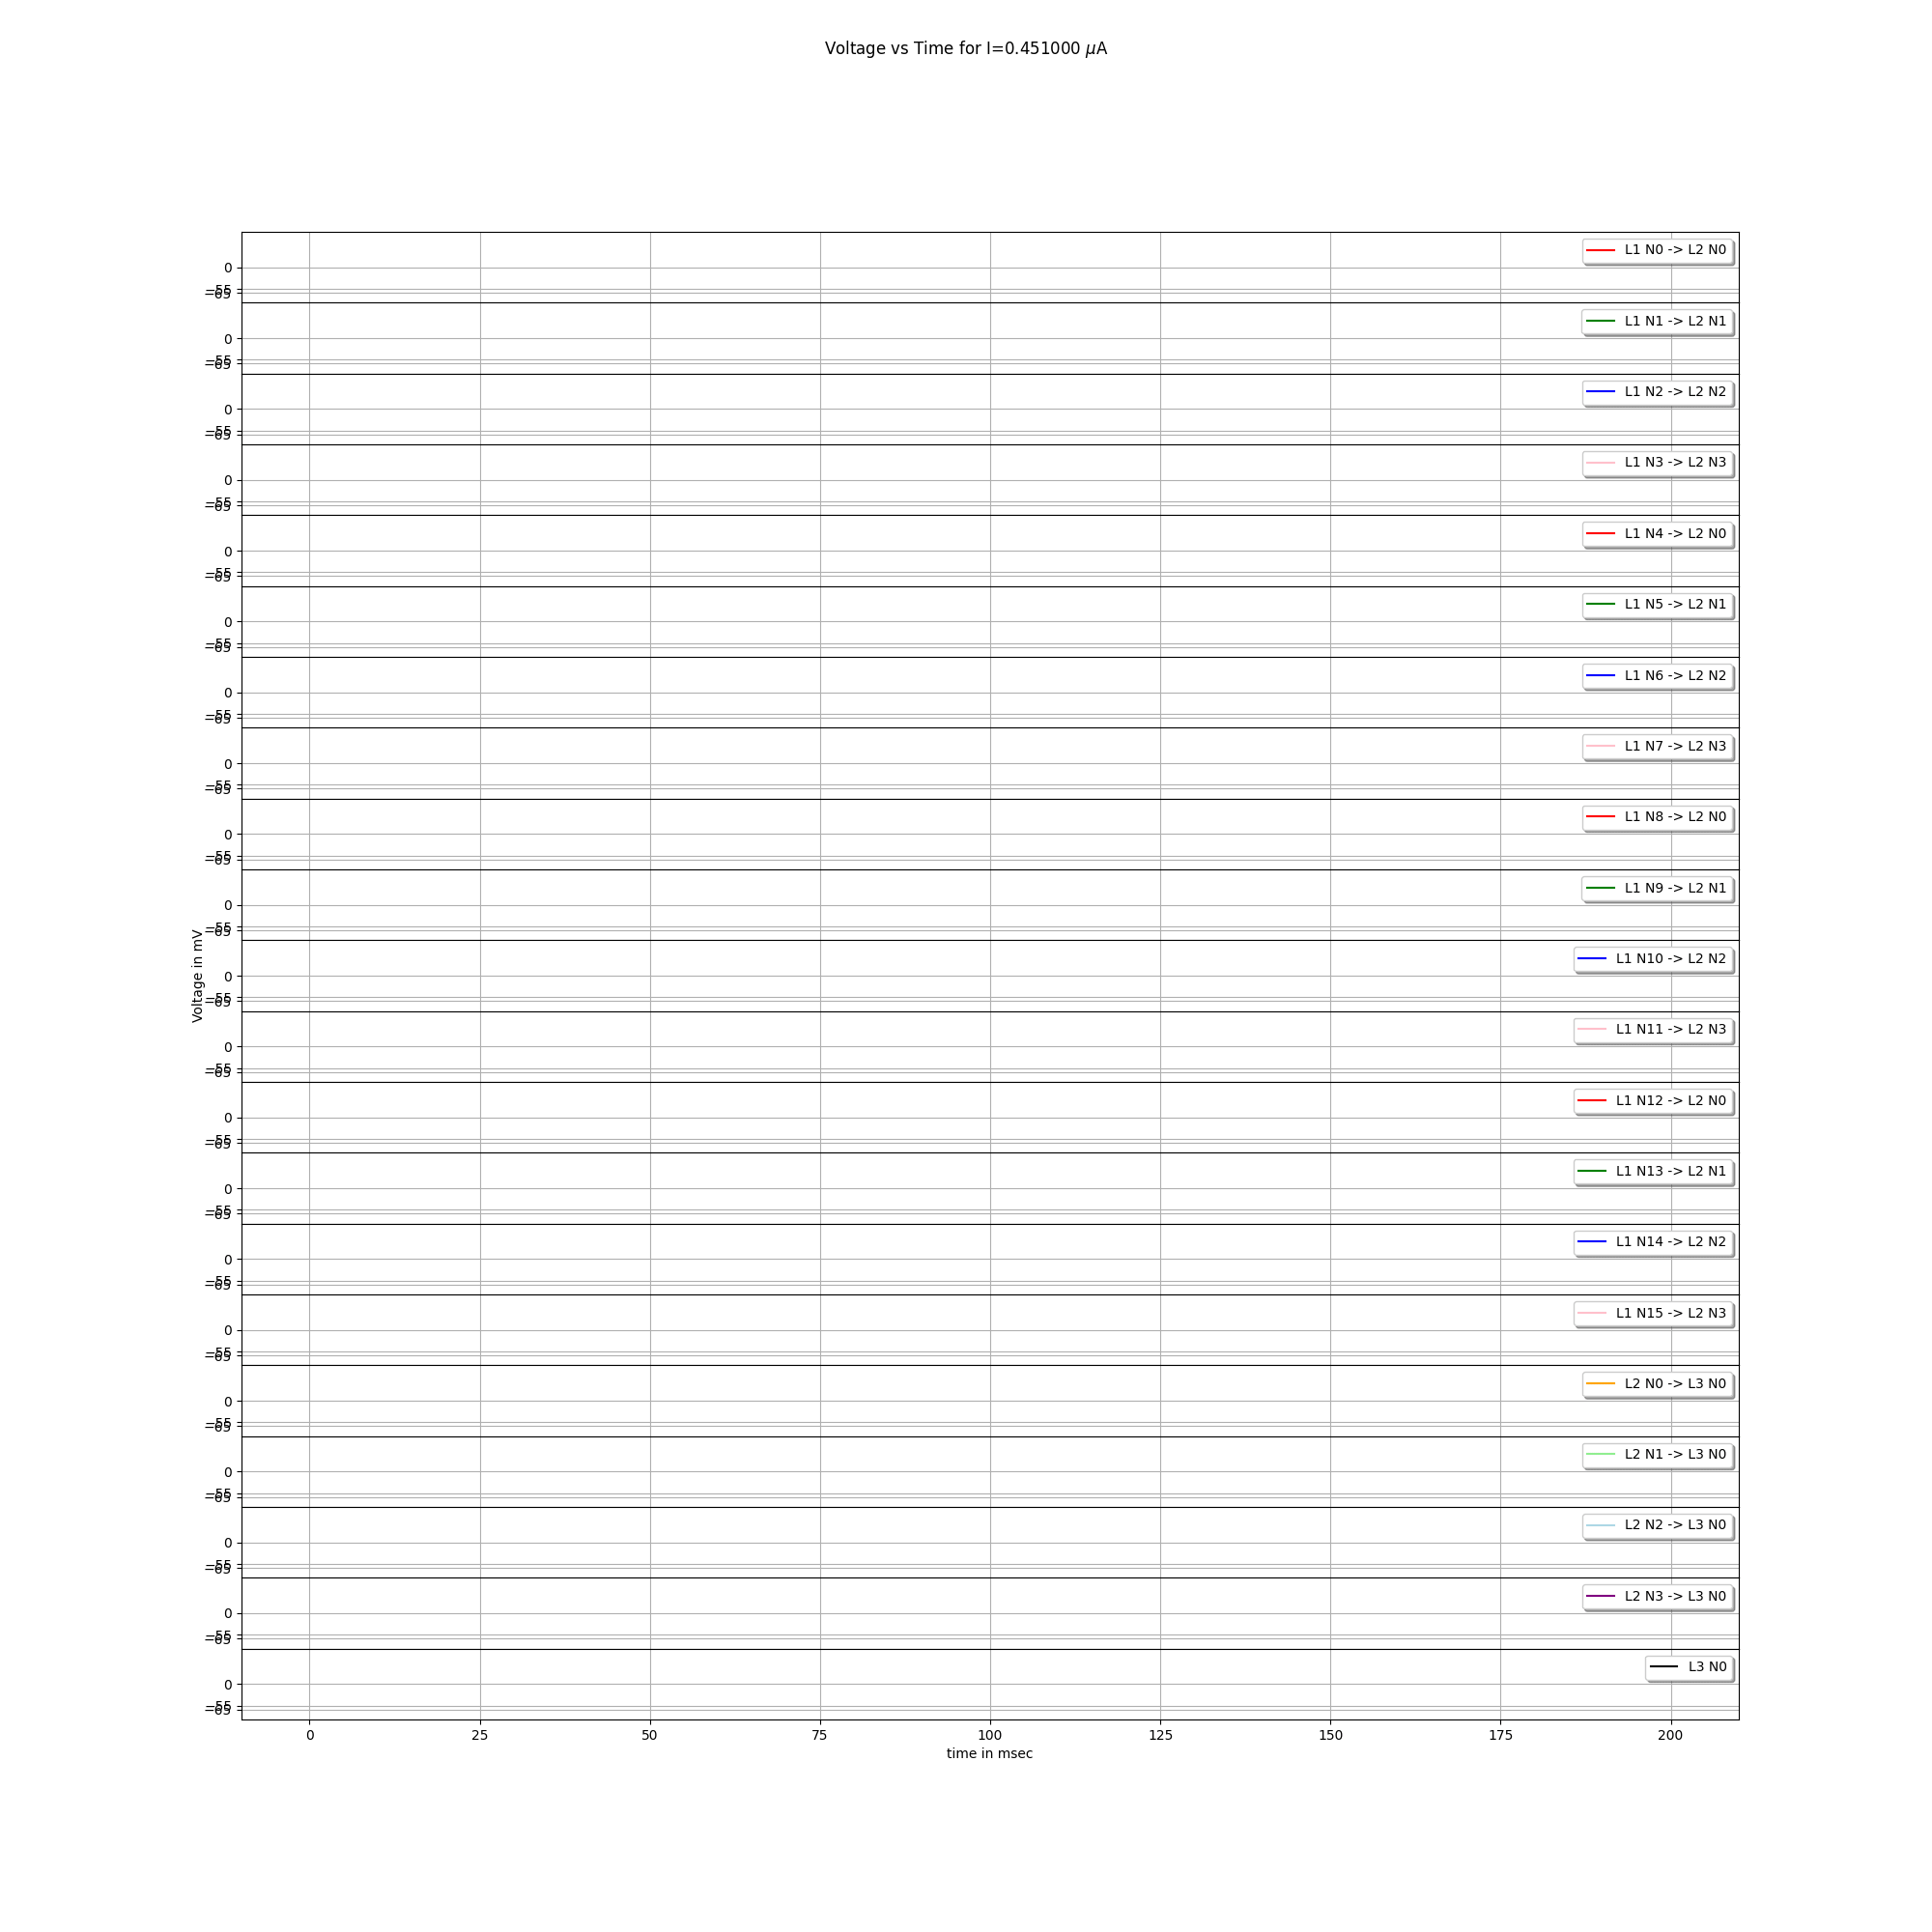 Voltage vs Time for I=0.451000 μA
L1 N0 -> L2 N0
0
−55
−65
L1 N1 -> L2 N1
0
−55
−65
L1 N2 -> L2 N2
0
−55
−65
L1 N3 -> L2 N3
0
−55
−65
L1 N4 -> L2 N0
0
−55
−65
L1 N5 -> L2 N1
0
−55
−65
L1 N6 -> L2 N2
0
−55
−65
L1 N7 -> L2 N3
0
−55
−65
L1 N8 -> L2 N0
0
−55
−65
L1 N9 -> L2 N1
0
−55
−65
Voltage in mV
L1 N10 -> L2 N2
0
−55
−65
L1 N11 -> L2 N3
0
−55
−65
L1 N12 -> L2 N0
0
−55
−65
L1 N13 -> L2 N1
0
−55
−65
L1 N14 -> L2 N2
0
−55
−65
L1 N15 -> L2 N3
0
−55
−65
L2 N0 -> L3 N0
0
−55
−65
L2 N1 -> L3 N0
0
−55
−65
L2 N2 -> L3 N0
0
−55
−65
L2 N3 -> L3 N0
0
−55
−65
L3 N0
0
−55
−65
0 25 50 75 100 125 150 175 200
time in msec